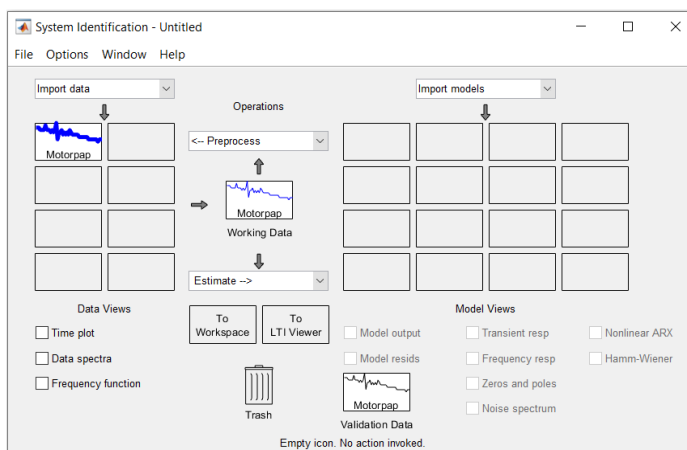 System Identification - Untitled
File Options Window Help
Import data
Import models
Operations
<-- Preprocess
Motorpap
Motorpap
Working Data
Estimate -->
Data Views
Model Views
To
Workspace
To
LTI Viewer
Time plot
Data spectra
Frequency function
Model output
Transient resp
Nonlinear ARX
Model resids
Frequency resp
Hamm-Wiener
Zeros and poles
Noise spectrum
Trash
Motorpap
Validation Data
Empty icon. No action invoked.